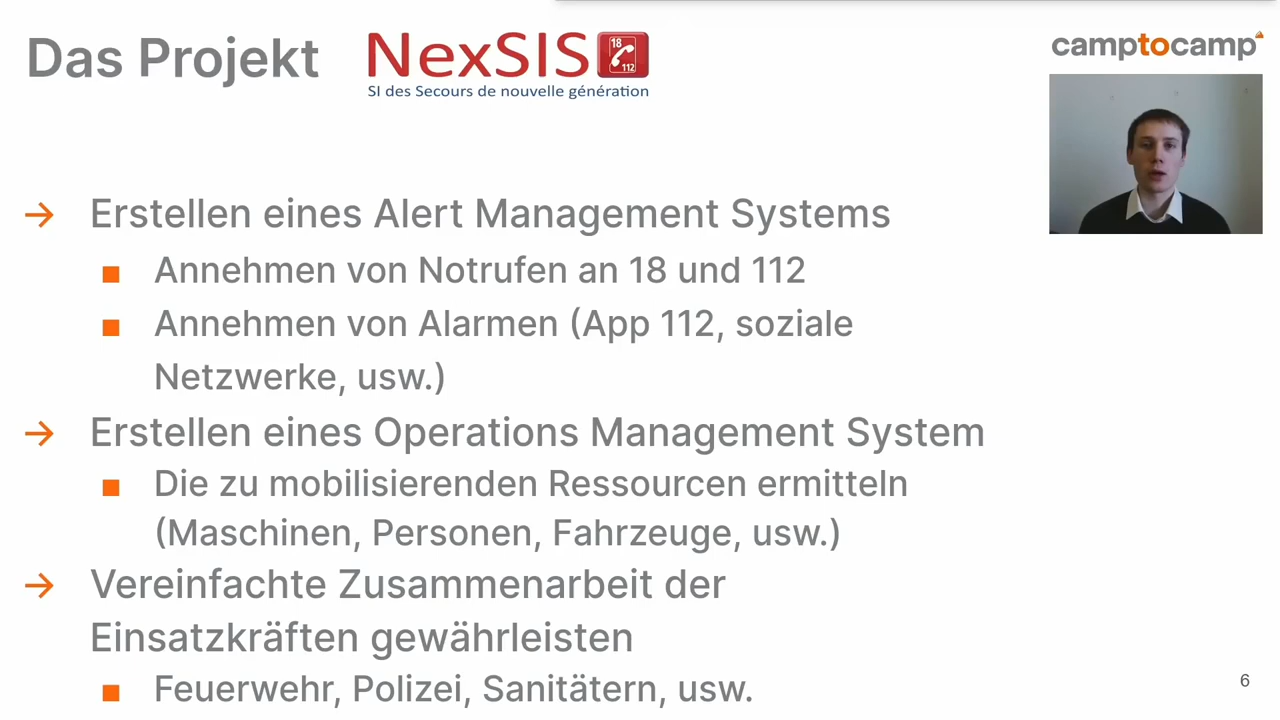 Das Projekt
NexSIS
18
112
SI des Secours de nouvelle génération
camptocamp
→ Erstellen eines Alert Management Systems
■ Annehmen von Notrufen an 18 und 112
■ Annehmen von Alarmen (App 112, soziale
Netzwerke, usw.)
→ Erstellen eines Operations Management System
■ Die zu mobilisierenden Ressourcen ermitteln
(Maschinen, Personen, Fahrzeuge, usw.)
→ Vereinfachte Zusammenarbeit der
Einsatzkräften gewährleisten
■ Feuerwehr, Polizei, Sanitätern, usw.
6